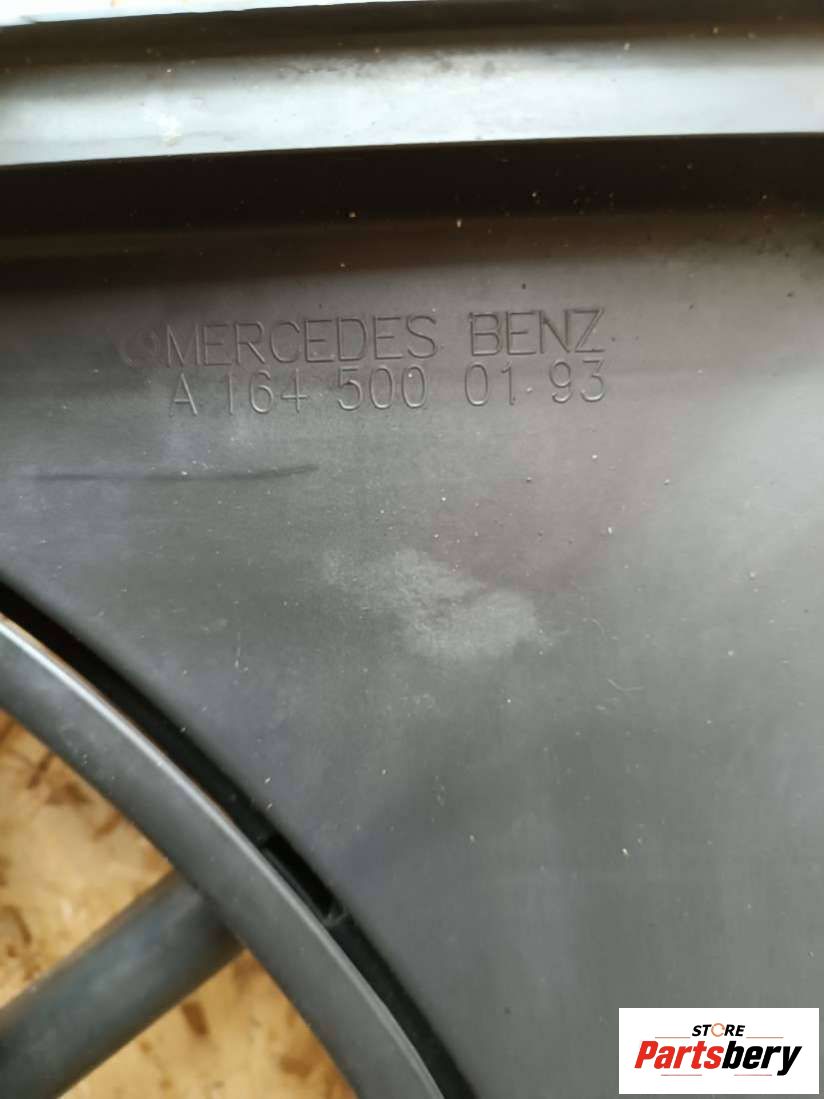 MERCEDES BENZ
A 164 500 01 93
STORE
Partsbery